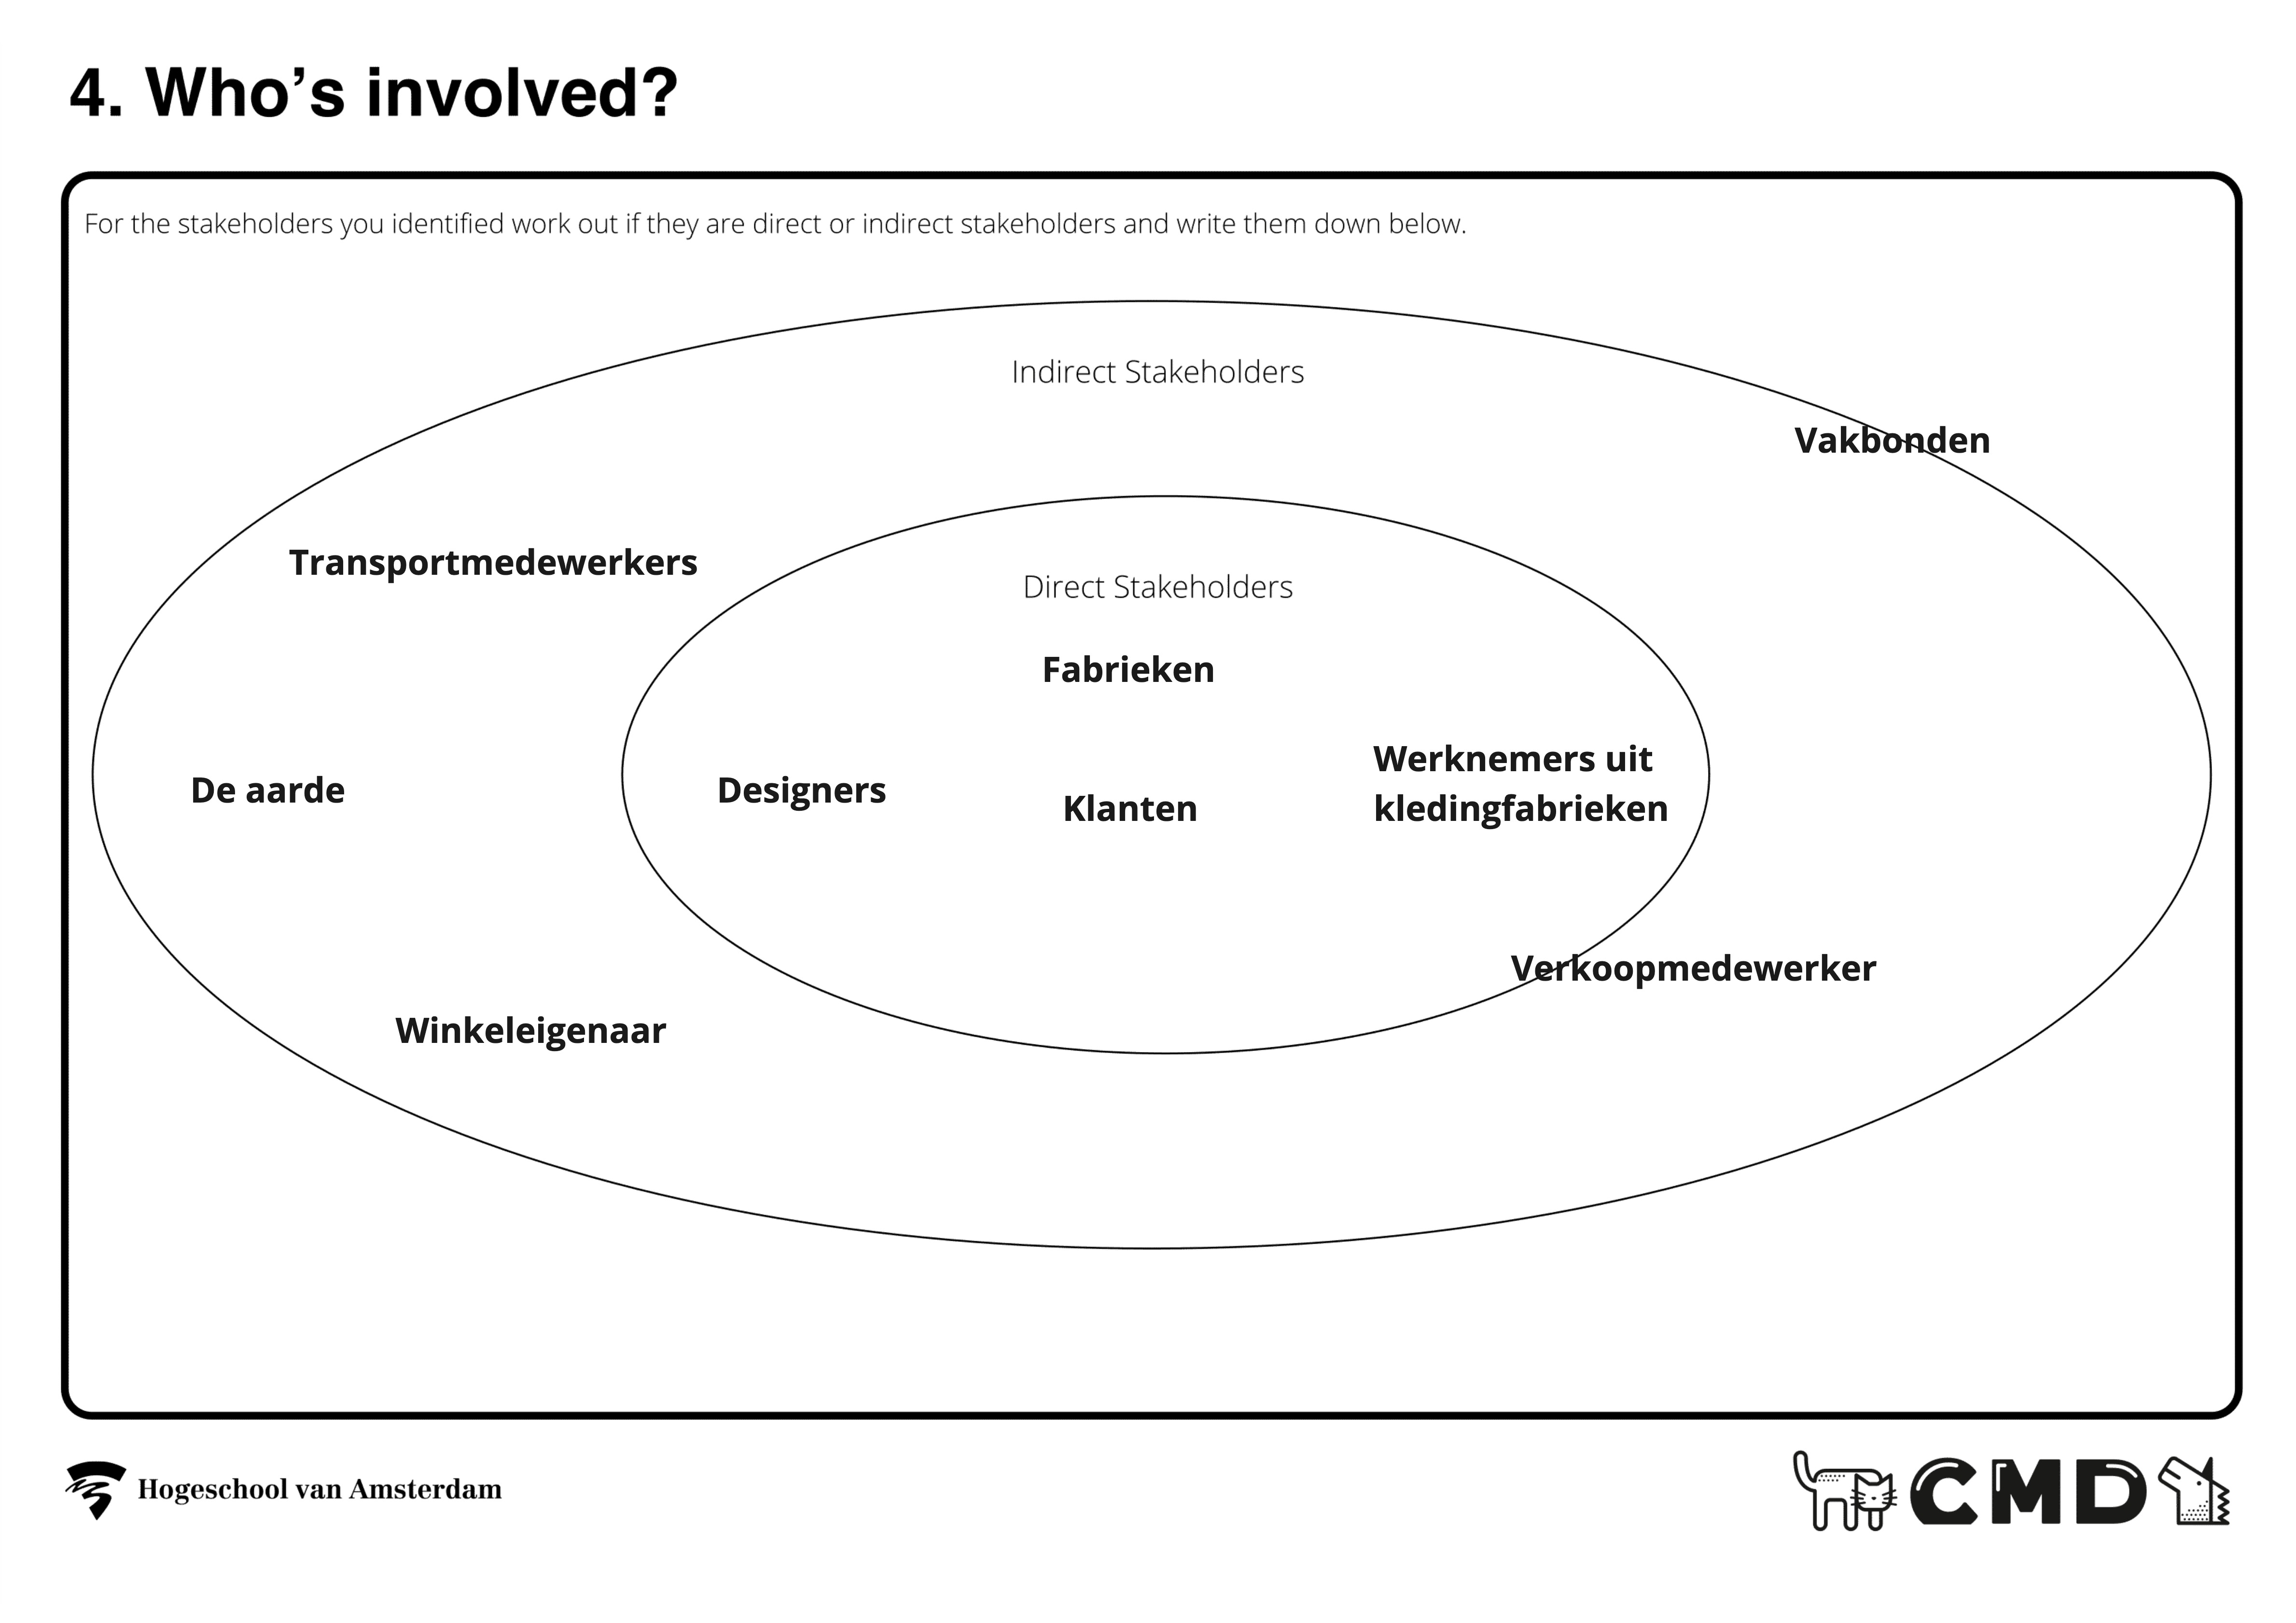 4. Who’s involved?
For the stakeholders you identified work out if they are direct or indirect stakeholders and write them down below.
Indirect Stakeholders
Vakbonden
Transportmedewerkers
Direct Stakeholders
Fabrieken
De aarde
Designers
Klanten
Werknemers uit
kledingfabrieken
Verkoopmedewerker
Winkeleigenaar
Hogeschool van Amsterdam
CMD